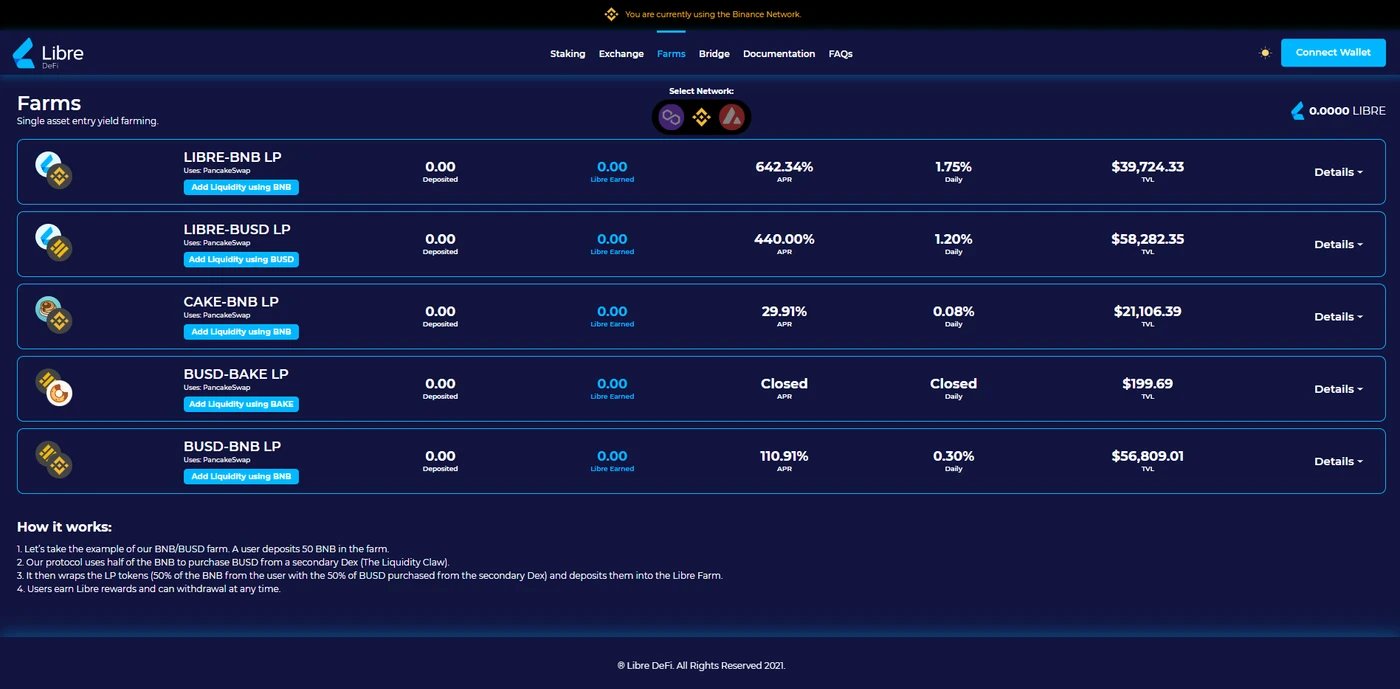 You are currently using the Binance Network.
Libre
DeFi
Staking Exchange Farms Bridge Documentation FAQs
Connect Wallet
Farms
Single asset entry yield farming.
Select Network:
0.0000 LIBRE
LIBRE-BNB LP
Uses: PancakeSwap
Add Liquidity using BNB
0.00
Deposited
0.00
Libre Earned
642.34%
APR
1.75%
Daily
$39,724.33
TVL
Details
LIBRE-BUSD LP
Uses: PancakeSwap
Add Liquidity using BUSD
0.00
Deposited
0.00
Libre Earned
440.00%
APR
1.20%
Daily
$58,282.35
TVL
Details
CAKE-BNB LP
Uses: PancakeSwap
Add Liquidity using BNB
0.00
Deposited
0.00
Libre Earned
29.91%
APR
0.08%
Daily
$21,106.39
TVL
Details
BUSD-BAKE LP
Uses: PancakeSwap
Add Liquidity using BAKE
0.00
Deposited
0.00
Libre Earned
Closed
APR
Closed
Daily
$199.69
TVL
Details
BUSD-BNB LP
Uses: PancakeSwap
Add Liquidity using BNB
0.00
Deposited
0.00
Libre Earned
110.91%
APR
0.30%
Daily
$56,809.01
TVL
Details
How it works:
1. Let's take the example of our BNB/BUSD farm. A user deposits 50 BNB in the farm.
2. Our protocol uses half of the BNB to purchase BUSD from a secondary Dex (The Liquidity Claw).
3. It then wraps the LP tokens (50% of the BNB from the user with the 50% of BUSD purchased from the secondary Dex) and deposits them into the Libre Farm.
4. Users earn Libre rewards and can withdrawal at any time.
® Libre DeFi. All Rights Reserved 2021.